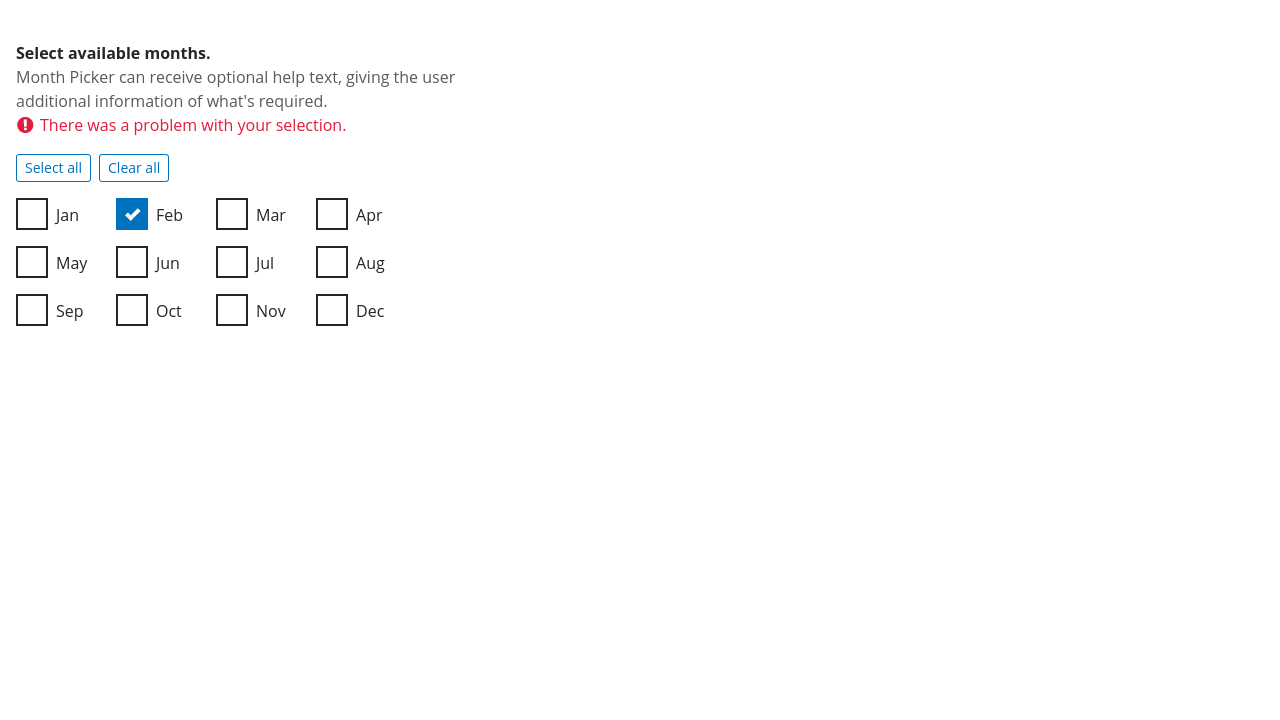 Select available months.
Month Picker can receive optional help text, giving the user
additional information of what's required.
There was a problem with your selection.
Select all Clear all
Jan Feb Mar Apr
May Jun Jul Aug
Sep Oct Nov Dec